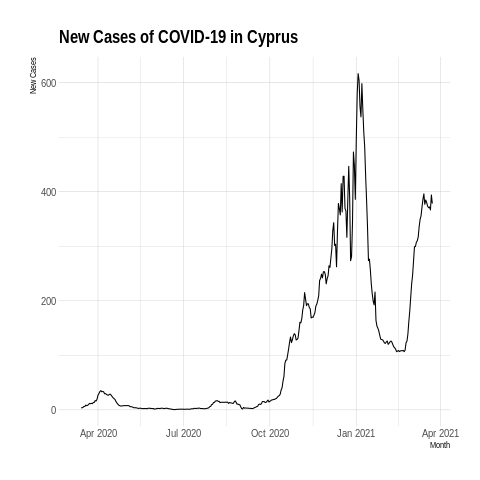 New Cases of COVID-19 in Cyprus
New Cases
600
400
200
0
Apr 2020 Jul 2020 Oct 2020 Jan 2021 Apr 2021
Month